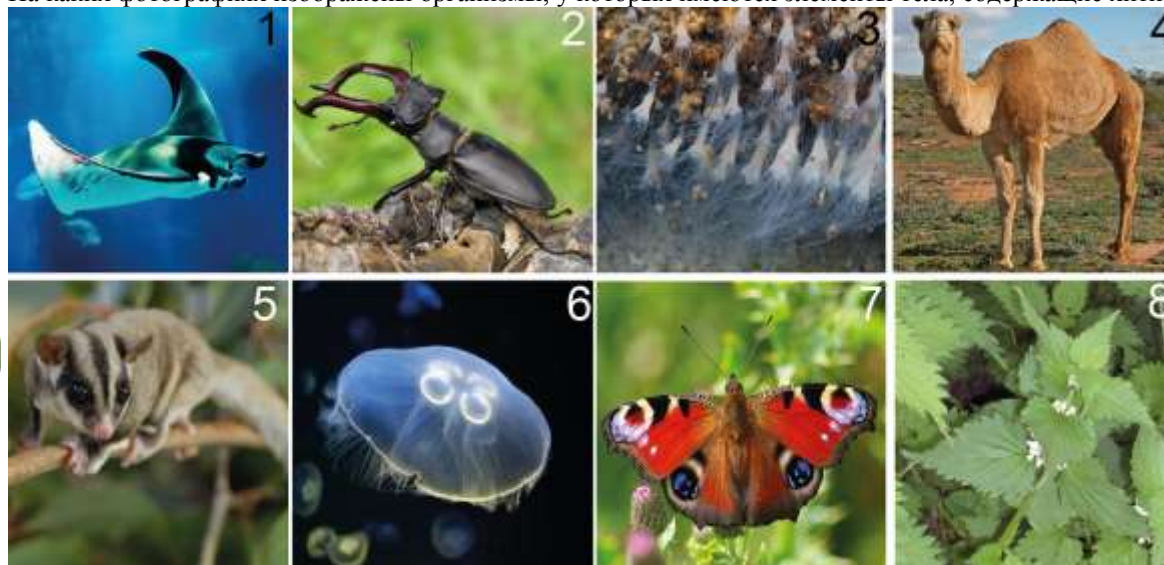 На каких фотографиях изображены организмы, у которых имеются элементы тела, содержащие
1 2 3 4
5 6 7 8